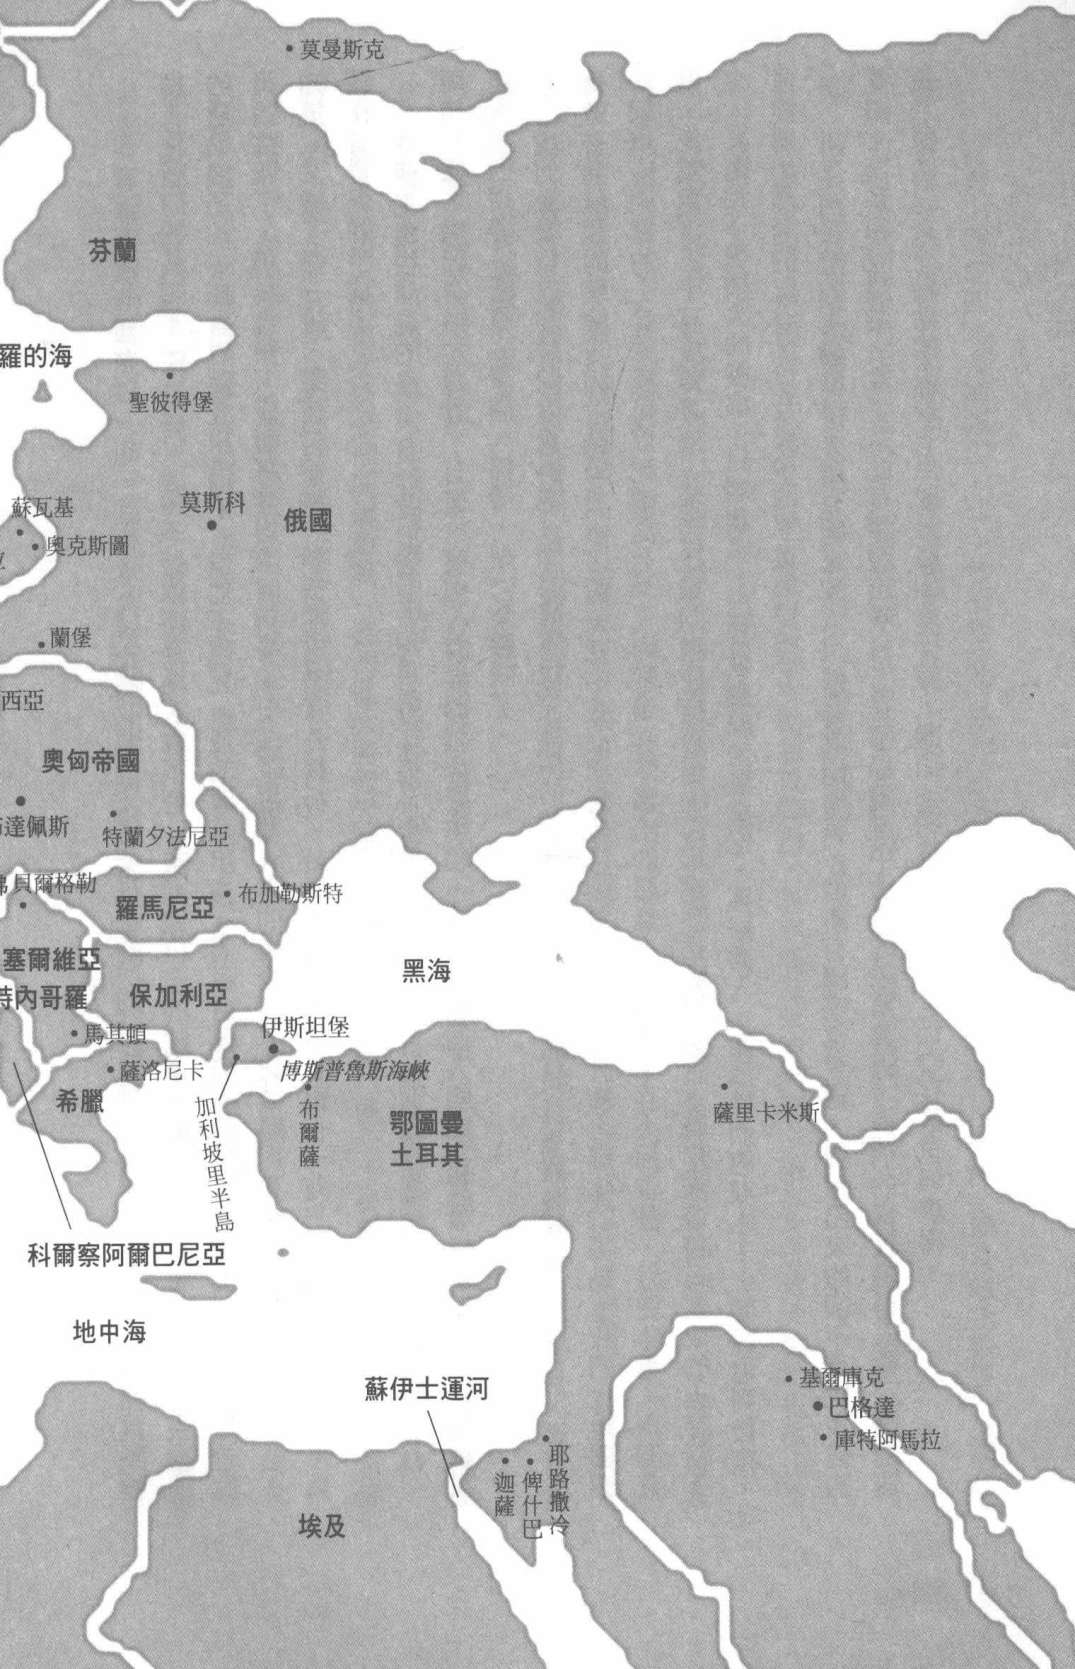 莫曼斯克
芬蘭
羅的海
聖彼得堡
蘇瓦基
莫斯科
俄國
奧克斯圖
蘭堡
西亞
奧匈帝國
達佩斯
特蘭夕法尼亞
貝爾格勒
布加勒斯特
羅馬尼亞
塞爾維亞
黑海
特內哥羅
保加利亞
伊斯坦堡
馬其頓
薩洛尼卡
博斯普魯斯海峽
希臘
加利坡里半島
布爾薩
鄂圖曼
土耳其
薩里卡米斯
科爾察阿爾巴尼亞
地中海
蘇伊士運河
基爾庫克
巴格達
庫特阿馬拉
耶路撒冷
俾什巴
迦薩
埃及